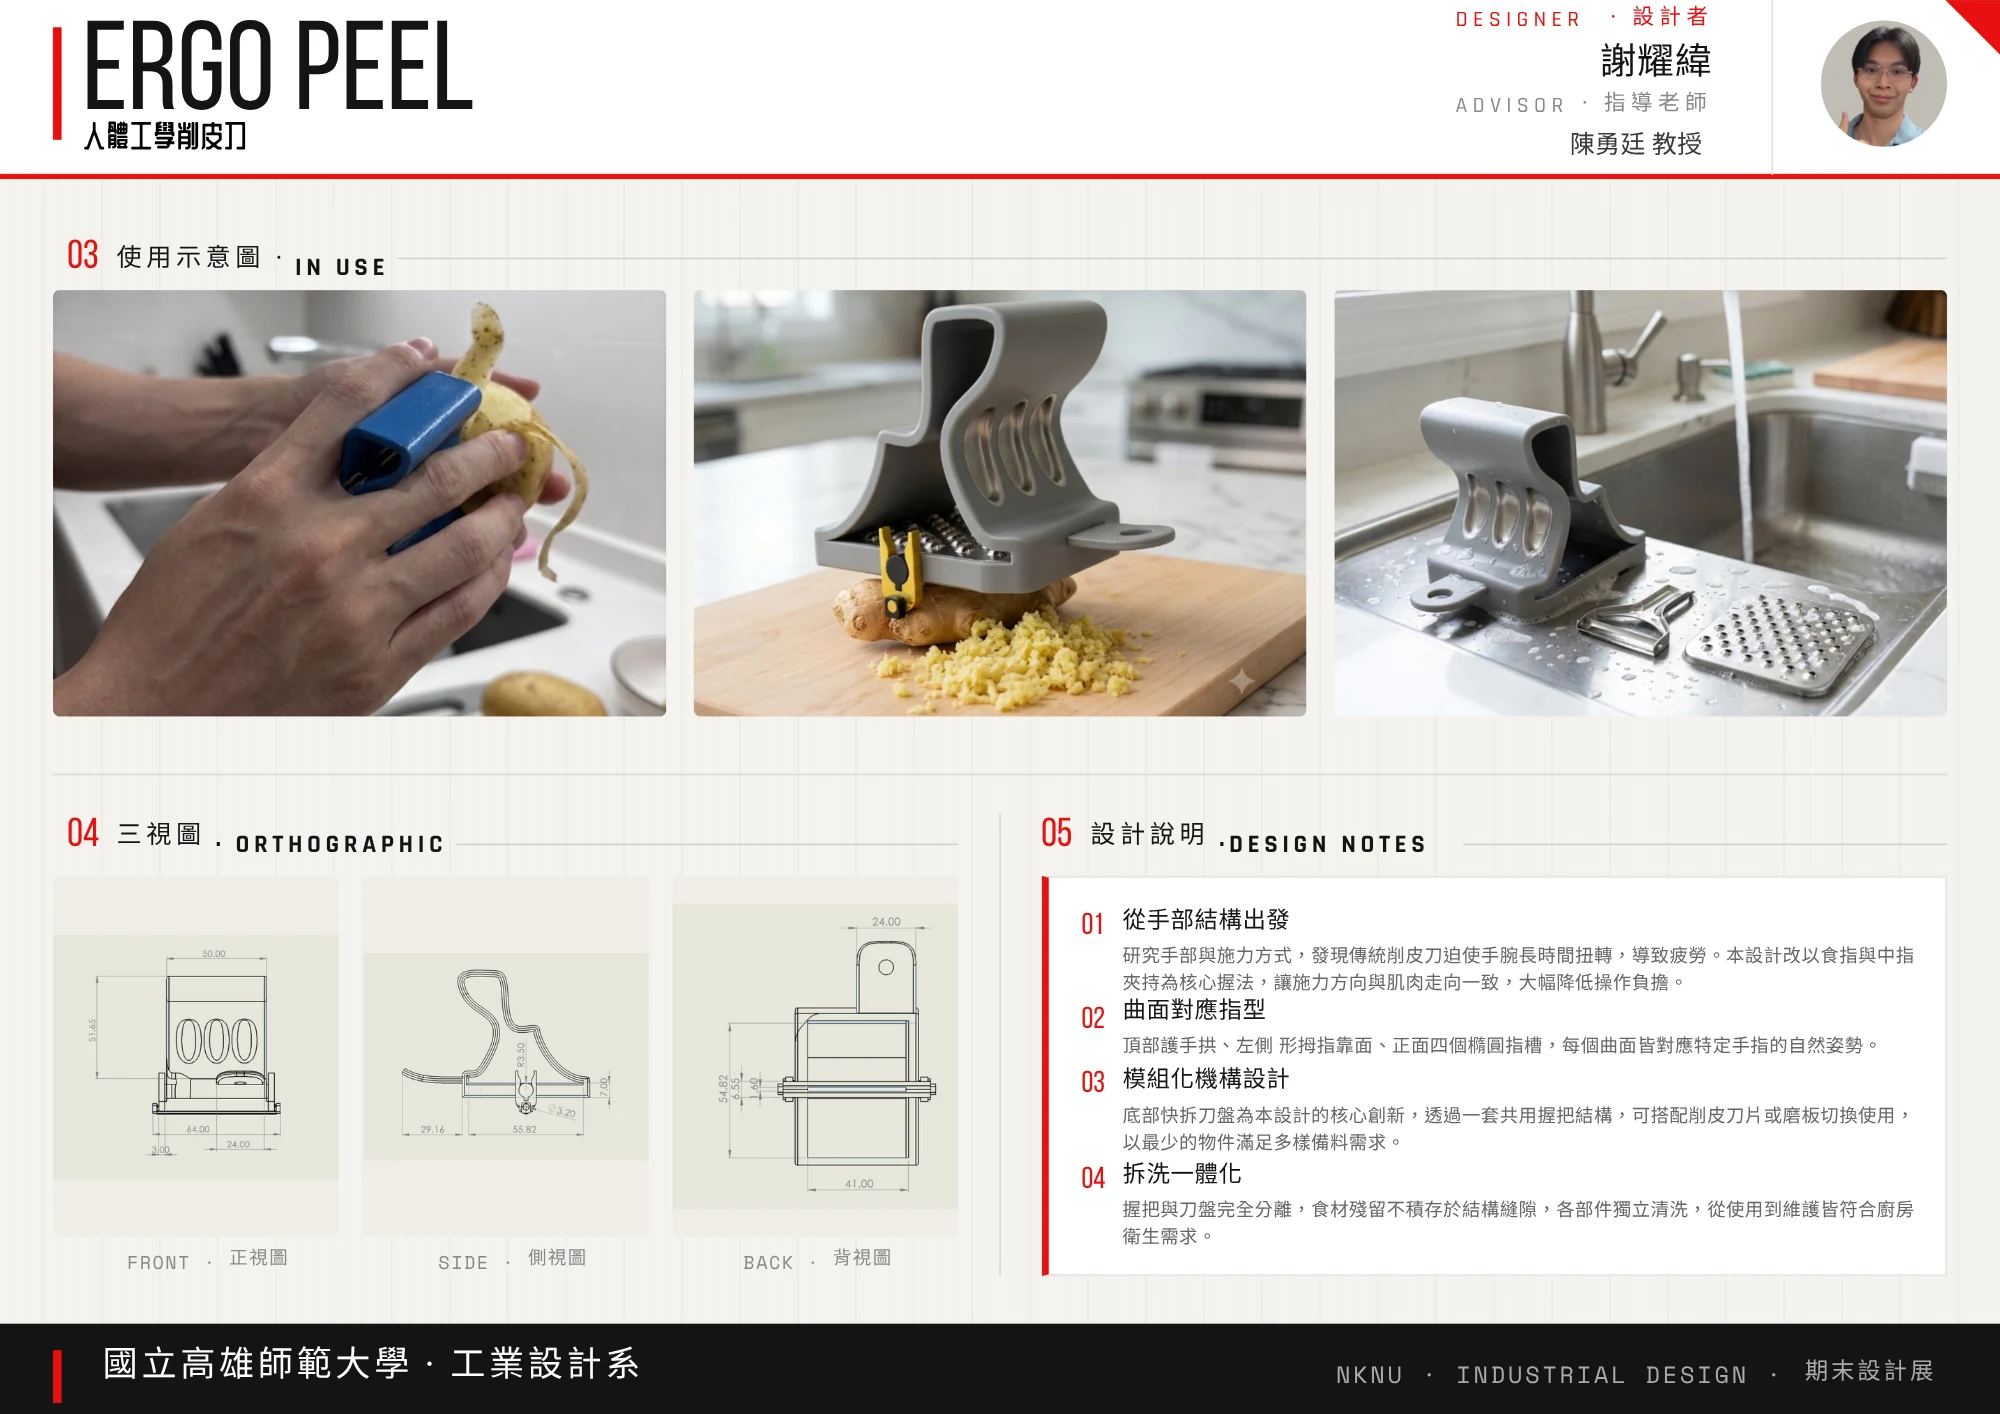 ERGO PEEL
人體工學削皮刀
DESIGNER · 設計者
謝耀緯
ADVISOR · 指導老師
陳勇廷 教授
03 使用示意圖 · IN USE
04 三視圖 · ORTHOGRAPHIC
50.00
51.65
64.00
24.00
3.00
FRONT · 正視圖
R3.50
7.00
∅3.20
29.16
55.82
SIDE · 側視圖
24.00
54.82
6.55
1.60
41.00
BACK · 背視圖
05 設計說明 ·DESIGN NOTES
01 從手部結構出發
研究手部與施力方式，發現傳統削皮刀迫使手腕長時間扭轉，導致疲勞。本設計改以食指與中指
夾持為核心握法，讓施力方向與肌肉走向一致，大幅降低操作負擔。
02 曲面對應指型
頂部護手拱、左側 形拇指靠面、正面四個橢圓指槽，每個曲面皆對應特定手指的自然姿勢。
03 模組化機構設計
底部快拆刀盤為本設計的核心創新，透過一套共用握把結構，可搭配削皮刀片或磨板切換使用，
以最少的物件滿足多樣備料需求。
04 拆洗一體化
握把與刀盤完全分離，食材殘留不積存於結構縫隙，各部件獨立清洗，從使用到維護皆符合廚房
衛生需求。
國立高雄師範大學 · 工業設計系
NKNU · INDUSTRIAL DESIGN · 期末設計展